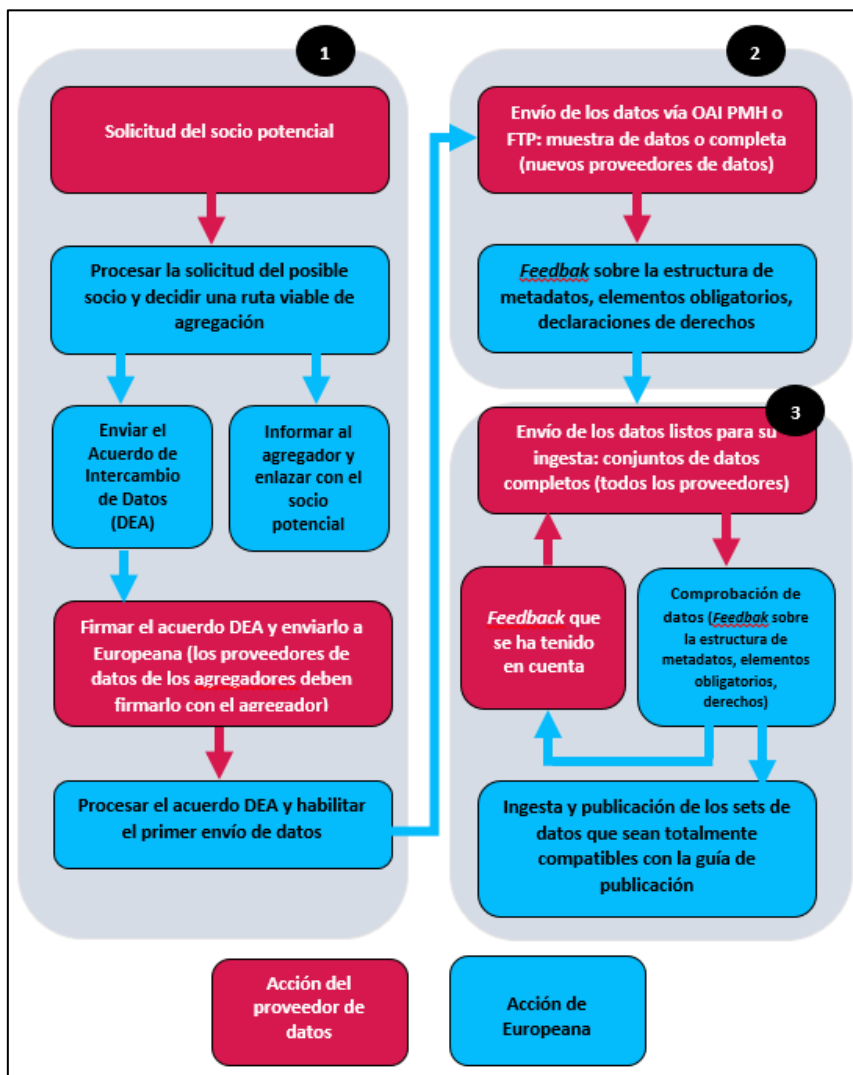 1
Solicitud del socio potencial
Procesar la solicitud del posible
socio y decidir una ruta viable de
agregación
Enviar el
Acuerdo de
Intercambio
de Datos
(DEA)
Informar al
agregador y
enlazar con el
socio
potencial
Firmar el acuerdo DEA y enviarlo a
Europeana (los proveedores de
datos de los agregadores deben
firmarlo con el agregador)
Procesar el acuerdo DEA y habilitar
el primer envío de datos
2
Envío de los datos vía OAI PMH o
FTP: muestra de datos o completa
(nuevos proveedores de datos)
Feedbak sobre la estructura de
metadatos, elementos obligatorios,
declaraciones de derechos
3
Envío de los datos listos para su
ingesta: conjuntos de datos
completos (todos los proveedores)
Feedback que
se ha tenido
en cuenta
Comprobación de
datos (Feedbak sobre
la estructura de
metadatos, elementos
obligatorios,
derechos)
Ingesta y publicación de los sets de
datos que sean totalmente
compatibles con la guía de
publicación
Acción del
proveedor de
datos
Acción de
Europeana